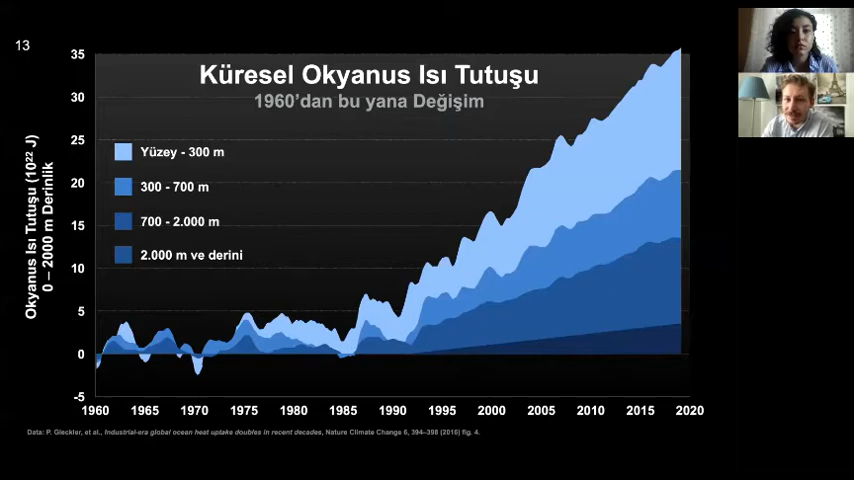 13
Küresel Okyanus Isı Tutuşu
1960’dan bu yana Değişim
Okyanus Isı Tutuşu (10²² J)
0 – 2000 m Derinlik
35
30
25
20
15
10
5
0
-5
Yüzey - 300 m
300 - 700 m
700 - 2.000 m
2.000 m ve derini
1960 1965 1970 1975 1980 1985 1990 1995 2000 2005 2010 2015 2020
Data: P. Gleckler, et al., Industrial-era global ocean heat uptake doubles in recent decades, Nature Climate Change 6, 394–398 (2016) fig. 4.